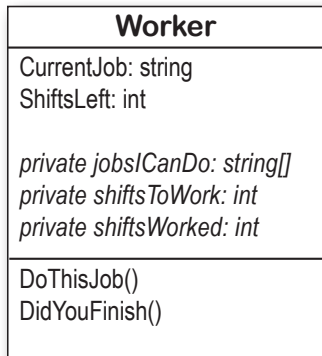 Worker
CurrentJob: string
ShiftsLeft: int
private jobsICanDo: string[]
private shiftsToWork: int
private shiftsWorked: int
DoThisJob()
DidYouFinish()